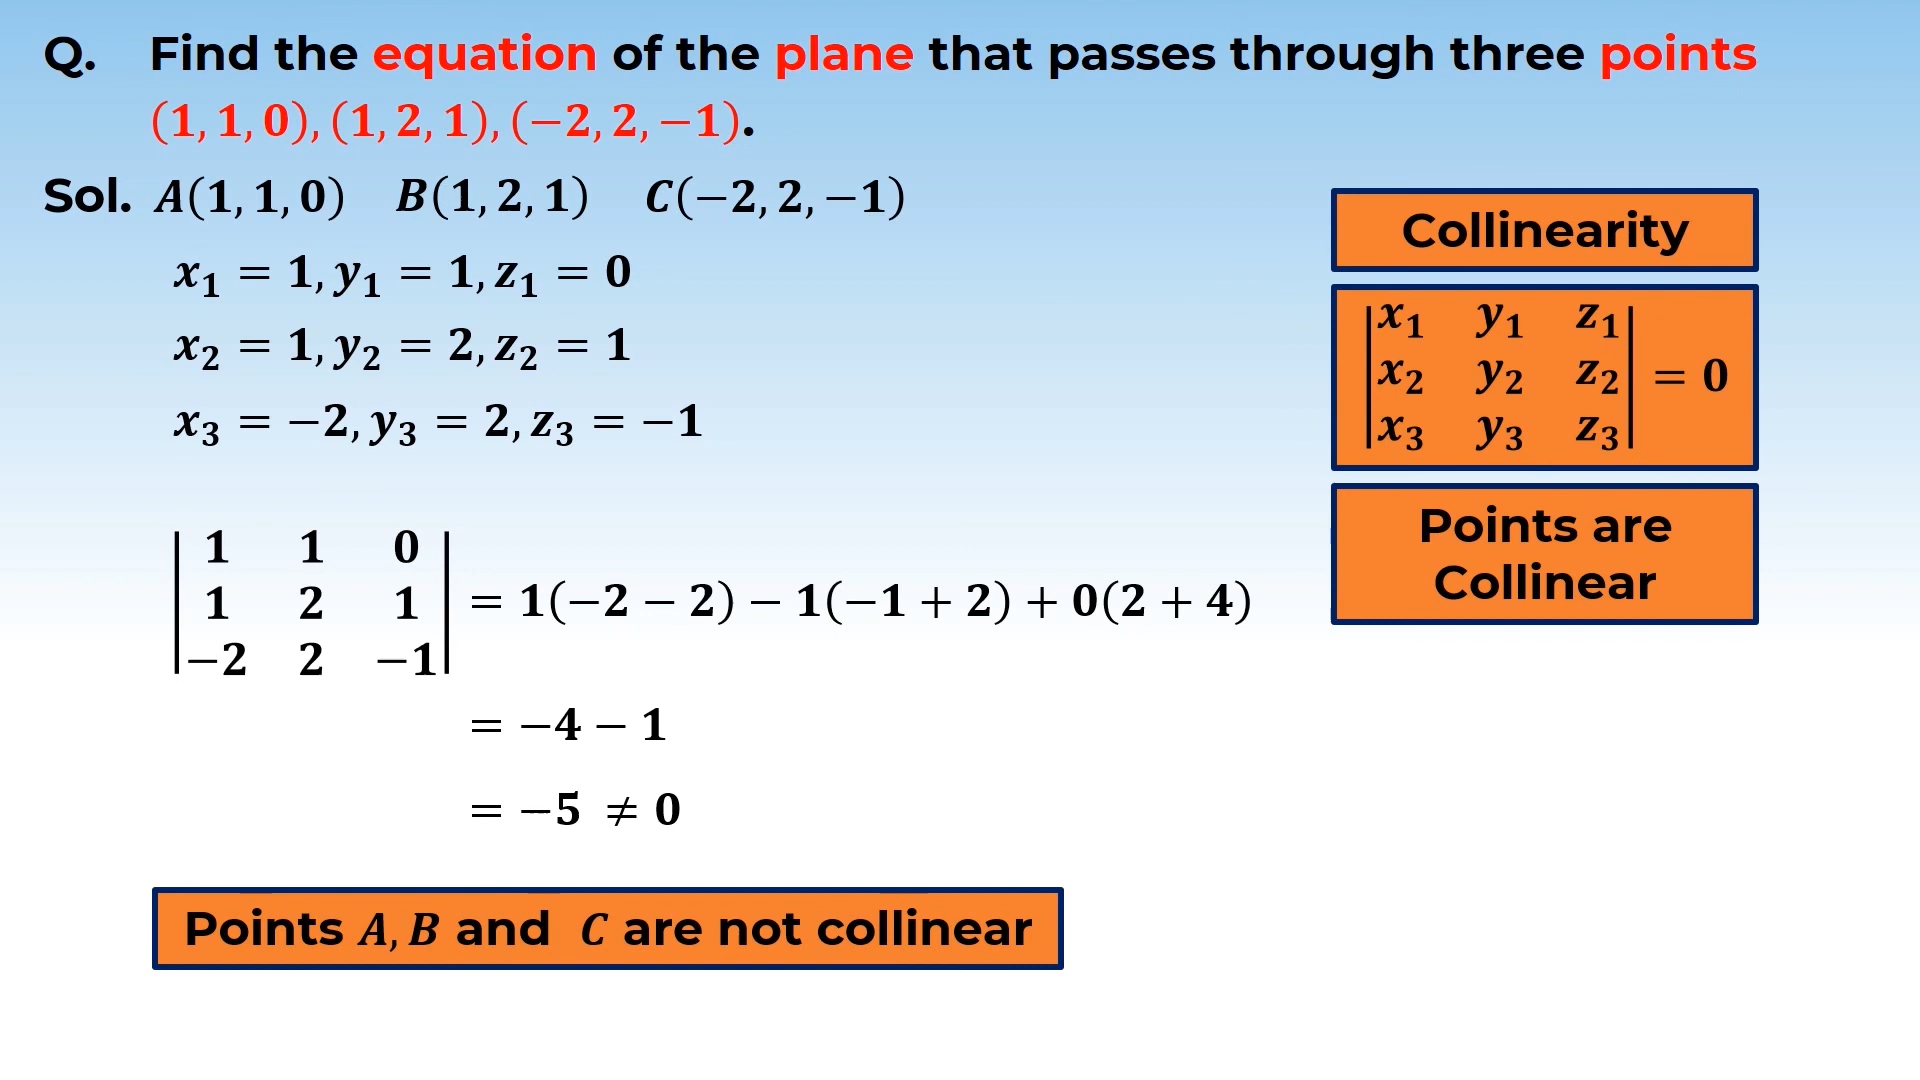 Q. Find the equation of the plane that passes through three points
(1, 1, 0), (1, 2, 1), (−2, 2, −1).
Sol. A(1, 1, 0) B(1, 2, 1) C(−2, 2, −1)
x₁ = 1, y₁ = 1, z₁ = 0
x₂ = 1, y₂ = 2, z₂ = 1
x₃ = −2, y₃ = 2, z₃ = −1
|1 1 0|
|1 2 1| = 1(−2 − 2) − 1(−1 + 2) + 0(2 + 4)
|−2 2 −1|
= −4 − 1
= −5 ≠ 0
Points A, B and C are not collinear
Collinearity
|x₁ y₁ z₁|
|x₂ y₂ z₂| = 0
|x₃ y₃ z₃|
Points are
Collinear